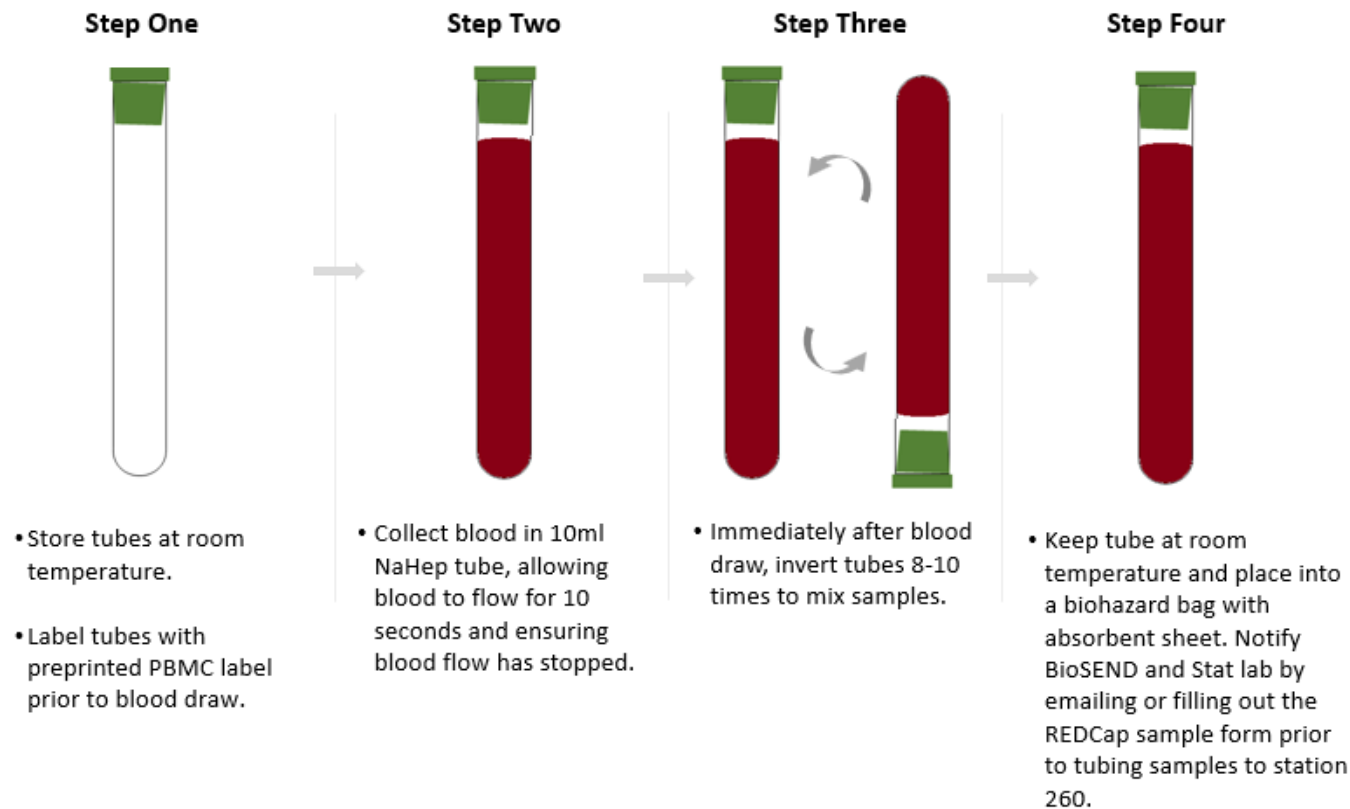 Step One
• Store tubes at room
temperature.
• Label tubes with
preprinted PBMC label
prior to blood draw.
Step Two
• Collect blood in 10ml
NaHep tube, allowing
blood to flow for 10
seconds and ensuring
blood flow has stopped.
Step Three
• Immediately after blood
draw, invert tubes 8-10
times to mix samples.
Step Four
• Keep tube at room
temperature and place into
a biohazard bag with
absorbent sheet. Notify
BioSEND and Stat lab by
emailing or filling out the
REDCap sample form prior
to tubing samples to station
260.